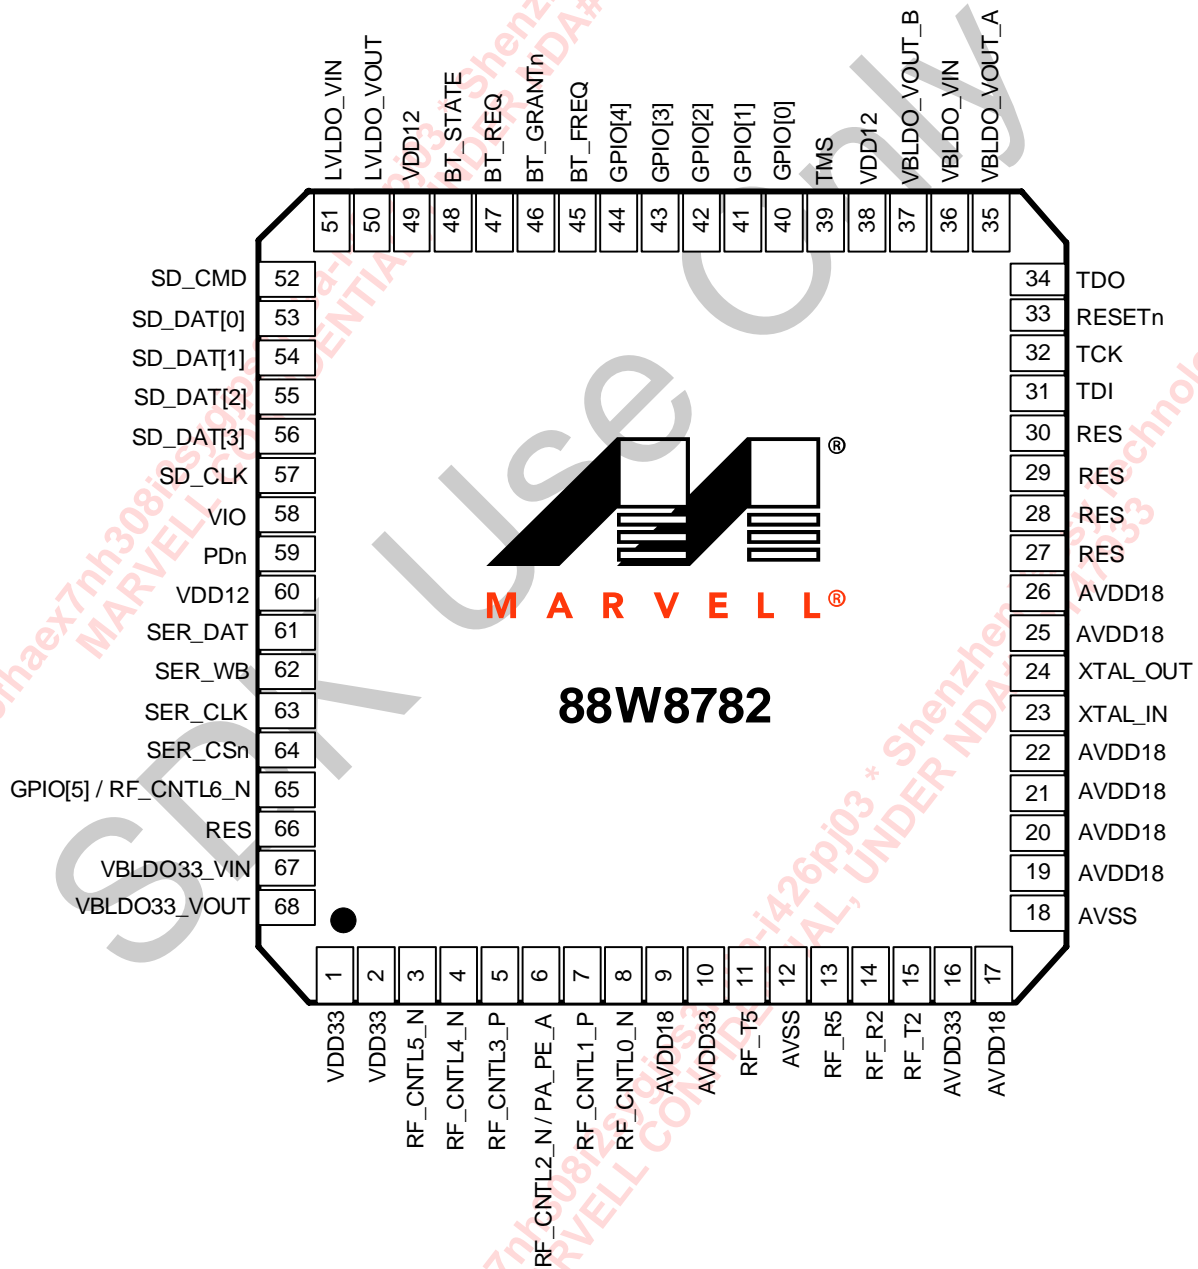 LVLDO_VIN
LVLDO_VOUT
VDD12
BT_STATE
BT_REQ
BT_GRANTn
BT_FREQ
GPIO[4]
GPIO[3]
GPIO[2]
GPIO[1]
GPIO[0]
TMS
VDD12
VBLDO_VOUT_B
VBLDO_VIN
VBLDO_VOUT_A
51 50 49 48 47 46 45 44 43 42 41 40 39 38 37 36 35
SD_CMD 52
SD_DAT[0] 53
SD_DAT[1] 54
SD_DAT[2] 55
SD_DAT[3] 56
SD_CLK 57
VIO 58
PDn 59
VDD12 60
SER_DAT 61
SER_WB 62
SER_CLK 63
SER_CSn 64
GPIO[5] / RF_CNTL6_N 65
RES 66
VBLDO33_VIN 67
VBLDO33_VOUT 68
34 TDO
33 RESETn
32 TCK
31 TDI
30 RES
29 RES
28 RES
27 RES
26 AVDD18
25 AVDD18
24 XTAL_OUT
23 XTAL_IN
22 AVDD18
21 AVDD18
20 AVDD18
19 AVDD18
18 AVSS
®
MARVELL®
88W8782
1 2 3 4 5 6 7 8 9 10 11 12 13 14 15 16 17
VDD33
VDD33
RF_CNTL5_N
RF_CNTL4_N
RF_CNTL3_P
RF_CNTL2_N / PA_PE_A
RF_CNTL1_P
RF_CNTL0_N
AVDD18
AVDD33
RF_T5
AVSS
RF_R5
RF_R2
RF_T2
AVDD33
AVDD18
SDK Use Only